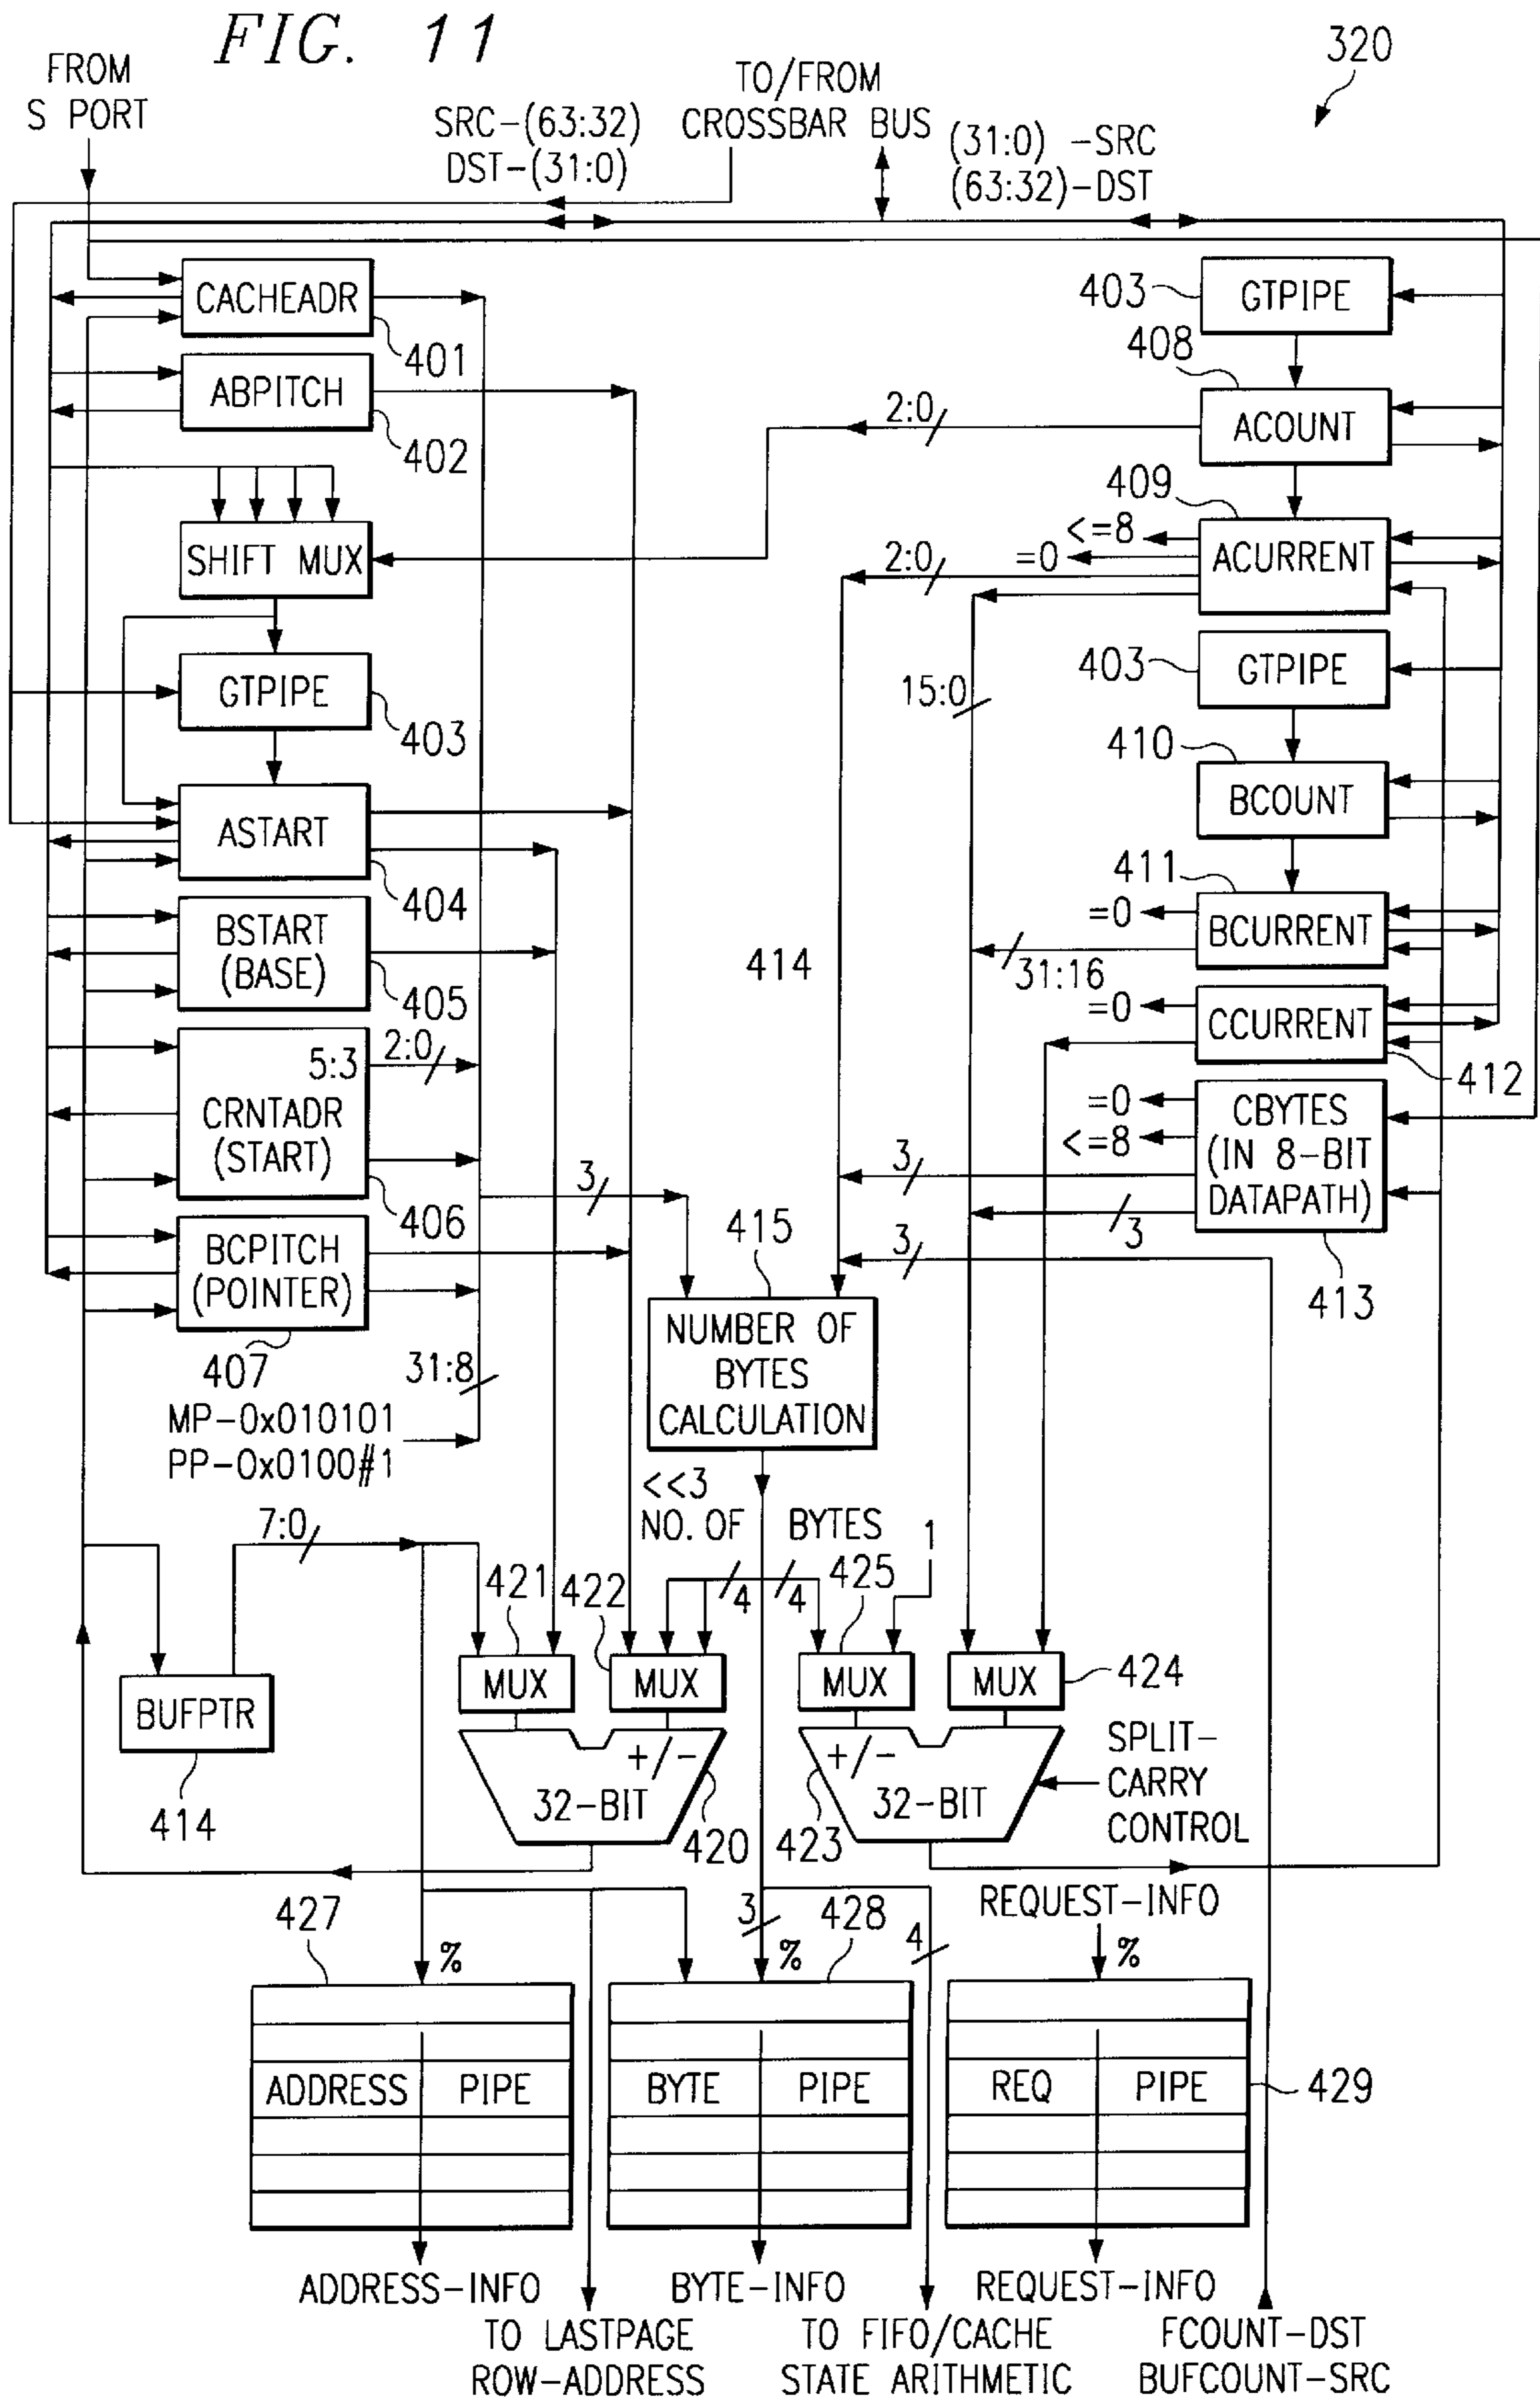 FIG. 11
320
FROM
S PORT
TO/FROM
CROSSBAR BUS
SRC-(63:32)
DST-(31:0)
(31:0) -SRC
(63:32)-DST
CACHEADR
401
ABPITCH
402
SHIFT MUX
GTPIPE
403
ASTART
404
BSTART
(BASE)
405
5:3
2:0
CRNTADR
(START)
406
BCPITCH
(POINTER)
407
MP-0x010101
PP-0x0100#1
31:8
403
GTPIPE
408
ACOUNT
2:0
409
<=8
=0
ACURRENT
2:0
15:0
403
GTPIPE
410
BCOUNT
411
=0
BCURRENT
31:16
414
=0
CCURRENT
412
=0
<=8
CBYTES
(IN 8-BIT
DATAPATH)
413
3
3
3
3
415
NUMBER OF
BYTES
CALCULATION
<<3
NO. OF BYTES
1
7:0
421
422
4
4
425
MUX
MUX
MUX
MUX
424
BUFPTR
414
+/-
32-BIT
420
+/-
32-BIT
423
SPLIT-
CARRY
CONTROL
427
%
3
428
%
4
REQUEST-INFO
%
ADDRESS PIPE
BYTE PIPE
REQ PIPE
429
ADDRESS-INFO
BYTE-INFO
REQUEST-INFO
TO LASTPAGE
ROW-ADDRESS
TO FIFO/CACHE
STATE ARITHMETIC
FCOUNT-DST
BUFCOUNT-SRC